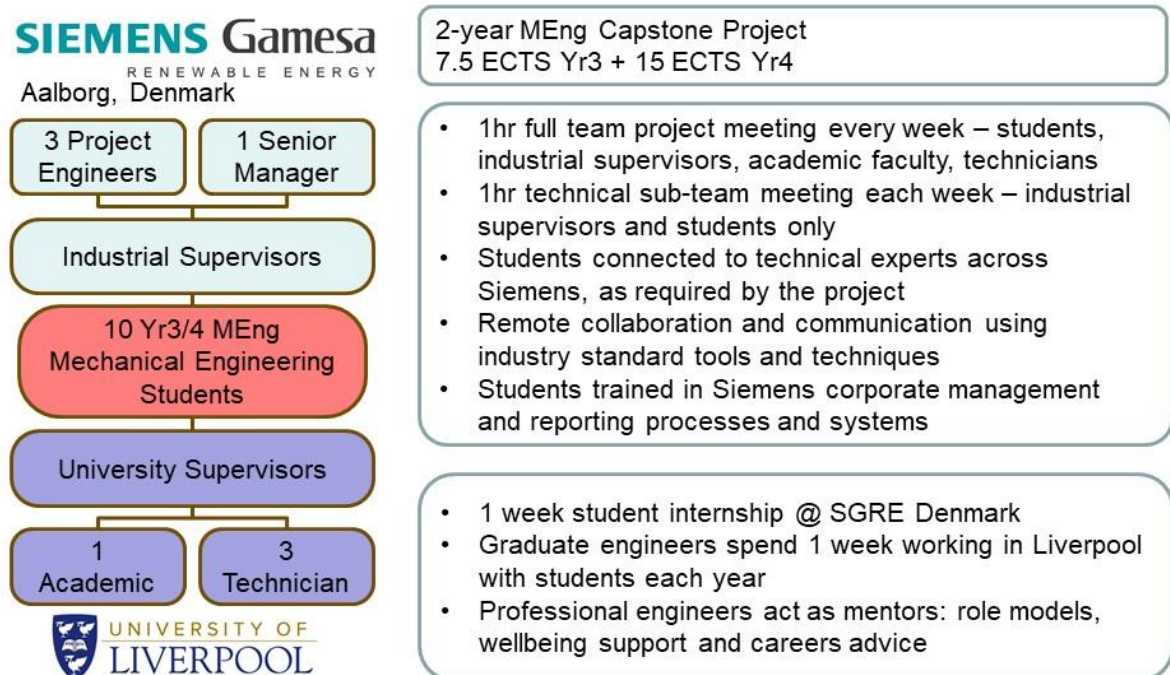 SIEMENS Gamesa
RENEWABLE ENERGY
Aalborg, Denmark
3 Project
Engineers
1 Senior
Manager
Industrial Supervisors
10 Yr3/4 MEng
Mechanical Engineering
Students
University Supervisors
1
Academic
3
Technician
UNIVERSITY OF
LIVERPOOL
2-year MEng Capstone Project
7.5 ECTS Yr3 + 15 ECTS Yr4
• 1hr full team project meeting every week – students,
industrial supervisors, academic faculty, technicians
• 1hr technical sub-team meeting each week – industrial
supervisors and students only
• Students connected to technical experts across
Siemens, as required by the project
• Remote collaboration and communication using
industry standard tools and techniques
• Students trained in Siemens corporate management
and reporting processes and systems
• 1 week student internship @ SGRE Denmark
• Graduate engineers spend 1 week working in Liverpool
with students each year
• Professional engineers act as mentors: role models,
wellbeing support and careers advice